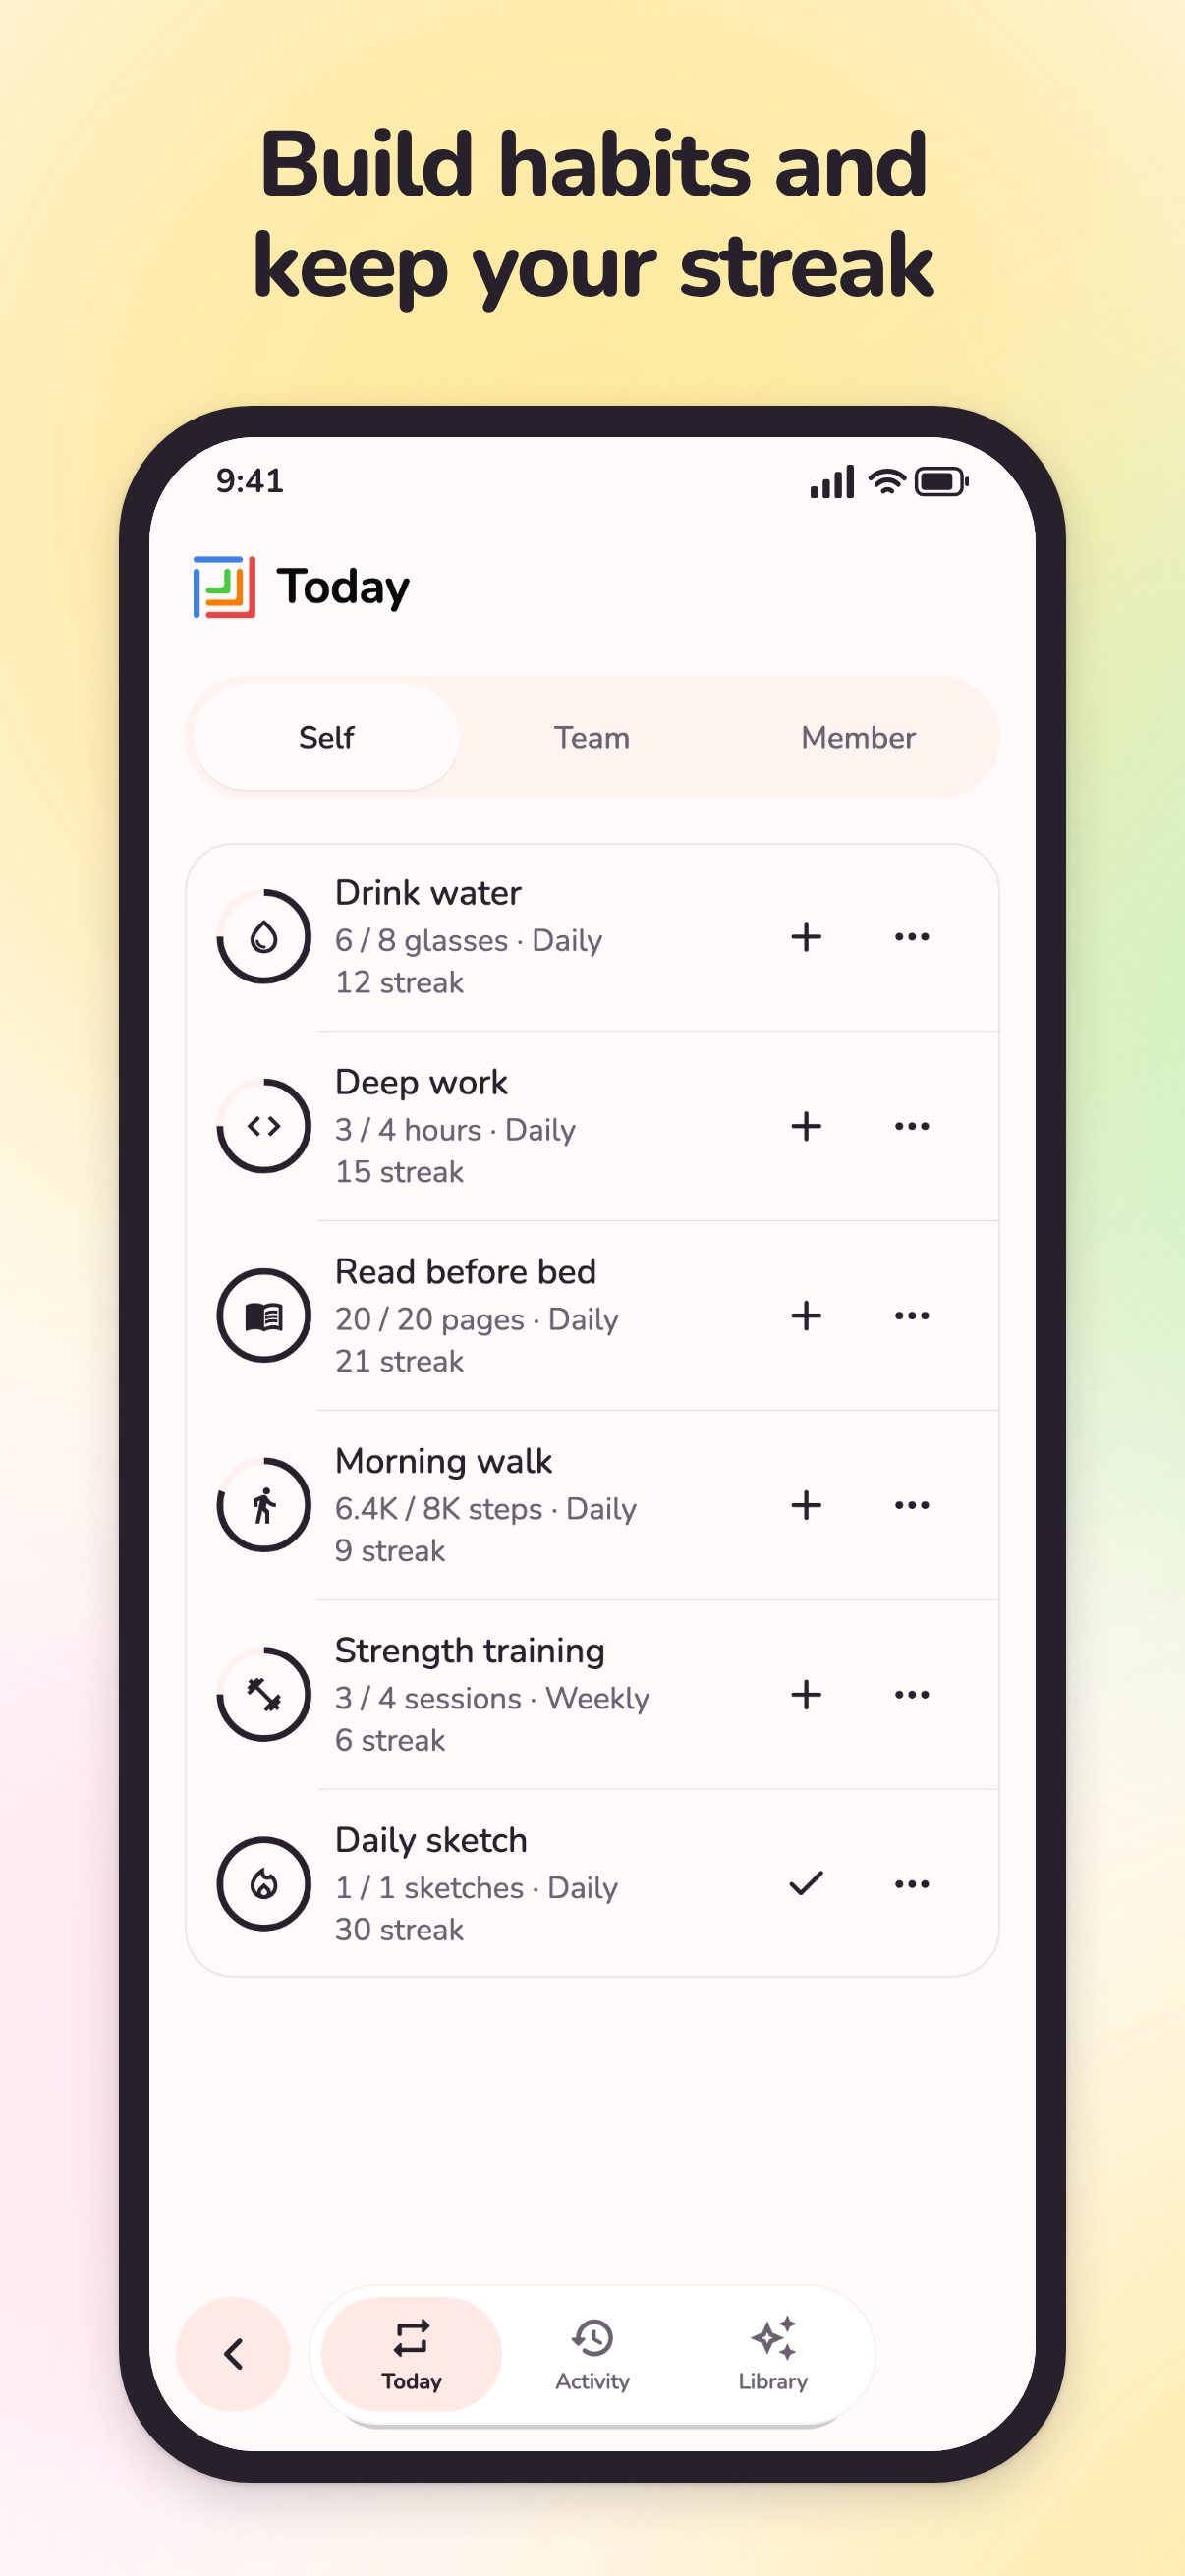 Build habits and
keep your streak
9:41
Today
Self
Team
Member
Drink water
6 / 8 glasses · Daily
12 streak
Deep work
3 / 4 hours · Daily
15 streak
Read before bed
20 / 20 pages · Daily
21 streak
Morning walk
6.4K / 8K steps · Daily
9 streak
Strength training
3 / 4 sessions · Weekly
6 streak
Daily sketch
1 / 1 sketches · Daily
30 streak
Today
Activity
Library